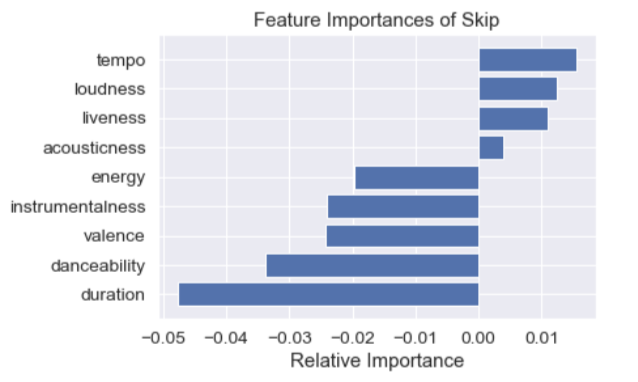 Feature Importances of Skip
tempo
loudness
liveness
acousticness
energy
instrumentalness
valence
danceability
duration
−0.05 −0.04 −0.03 −0.02 −0.01 0.00 0.01
Relative Importance